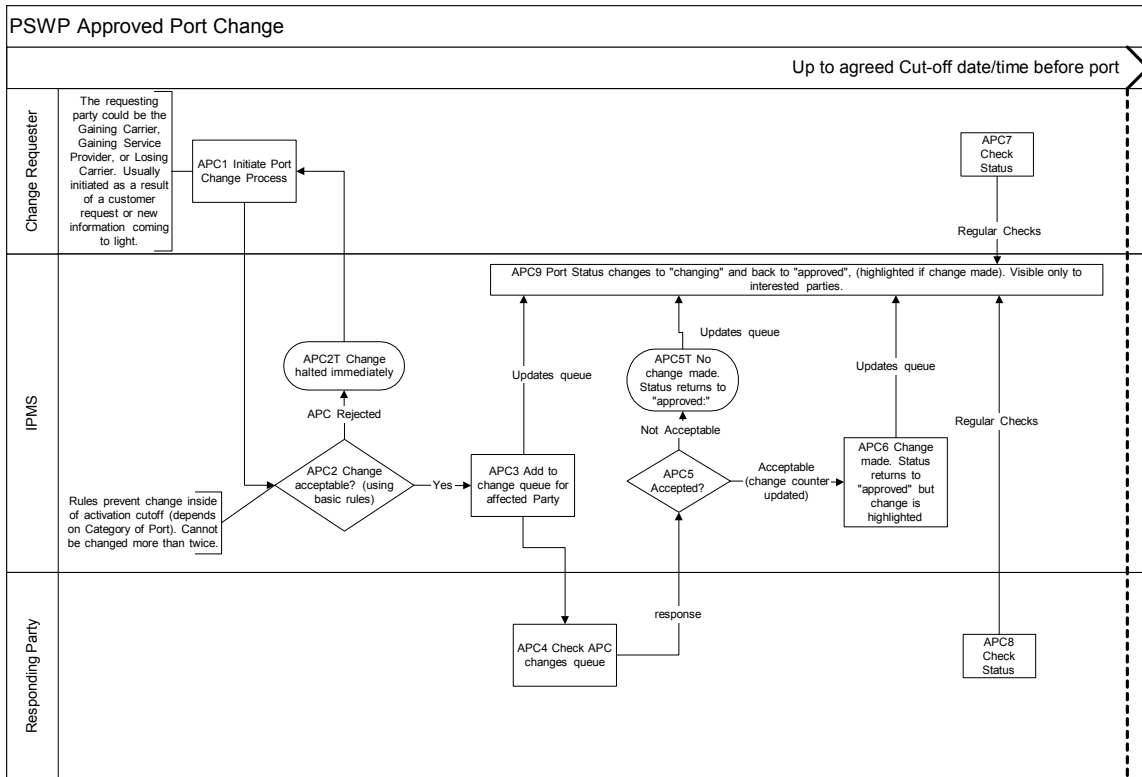 PSWP Approved Port Change
Up to agreed Cut-off date/time before port
Change Requester
The requesting
party could be the
Gaining Carrier,
Gaining Service
Provider, or Losing
Carrier. Usually
initiated as a result
of a customer
request or new
information coming
to light.
APC1 Initiate Port
Change Process
APC7
Check
Status
Regular Checks
IPMS
APC9 Port Status changes to "changing" and back to "approved", (highlighted if change made). Visible only to
interested parties.
Updates queue
Updates queue
Updates queue
APC2T Change
halted immediately
APC5T No
change made.
Status returns to
"approved:"
APC Rejected
Not Acceptable
Regular Checks
APC2 Change
acceptable? (using
basic rules)
Yes
APC3 Add to
change queue for
affected Party
APC5
Accepted?
Acceptable
(change counter
updated)
APC6 Change
made. Status
returns to
"approved" but
change is
highlighted
Rules prevent change inside
of activation cutoff (depends
on Category of Port). Cannot
be changed more than twice.
Responding Party
response
APC4 Check APC
changes queue
APC8
Check
Status